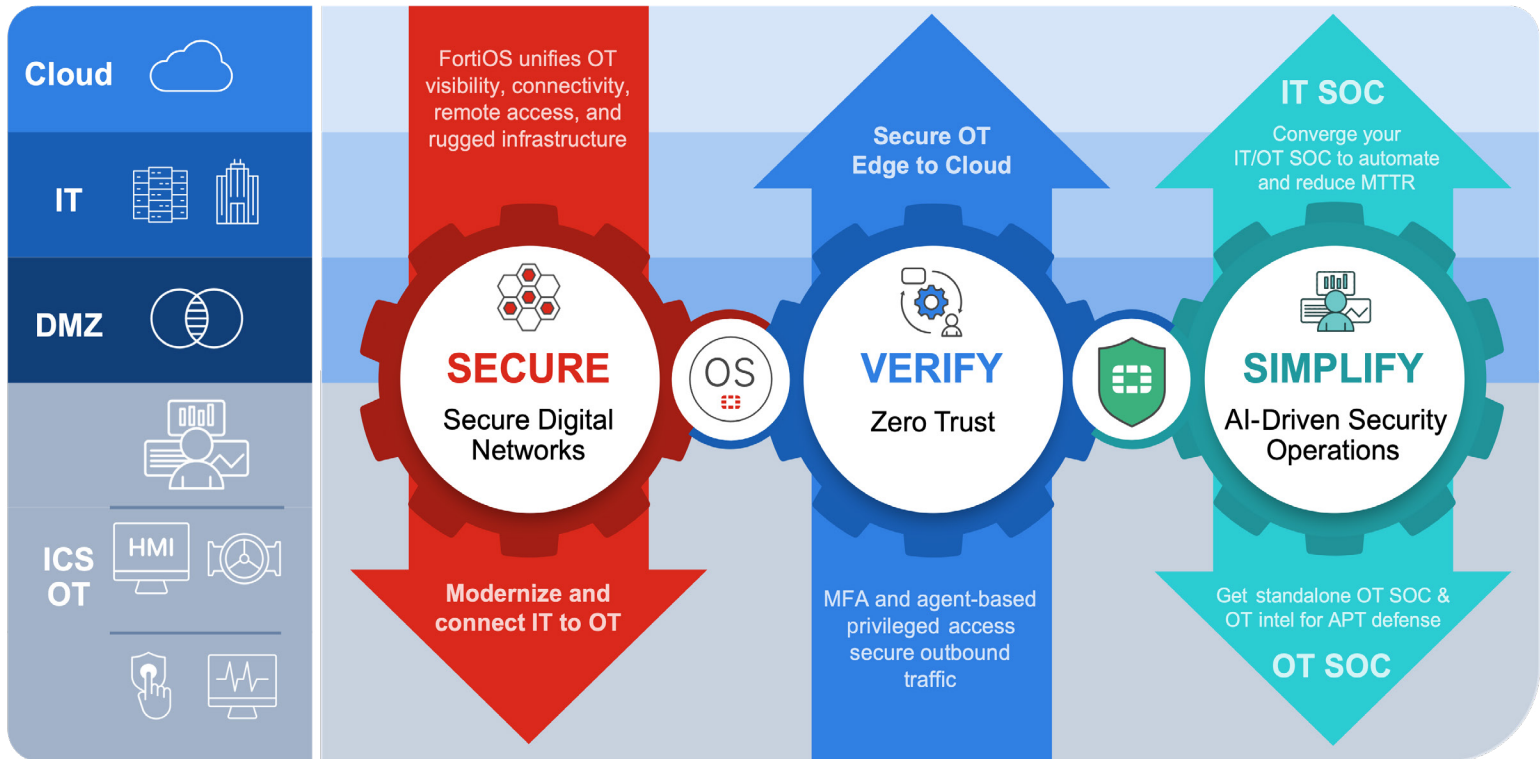 Cloud
IT
DMZ
ICS
OT
HMI
FortiOS unifies OT
visibility, connectivity,
remote access, and
rugged infrastructure
SECURE
Secure Digital
Networks
Modernize and
connect IT to OT
OS
Secure OT
Edge to Cloud
VERIFY
Zero Trust
MFA and agent-based
privileged access
secure outbound
traffic
IT SOC
Converge your
IT/OT SOC to automate
and reduce MTTR
SIMPLIFY
AI-Driven Security
Operations
Get standalone OT SOC &
OT intel for APT defense
OT SOC